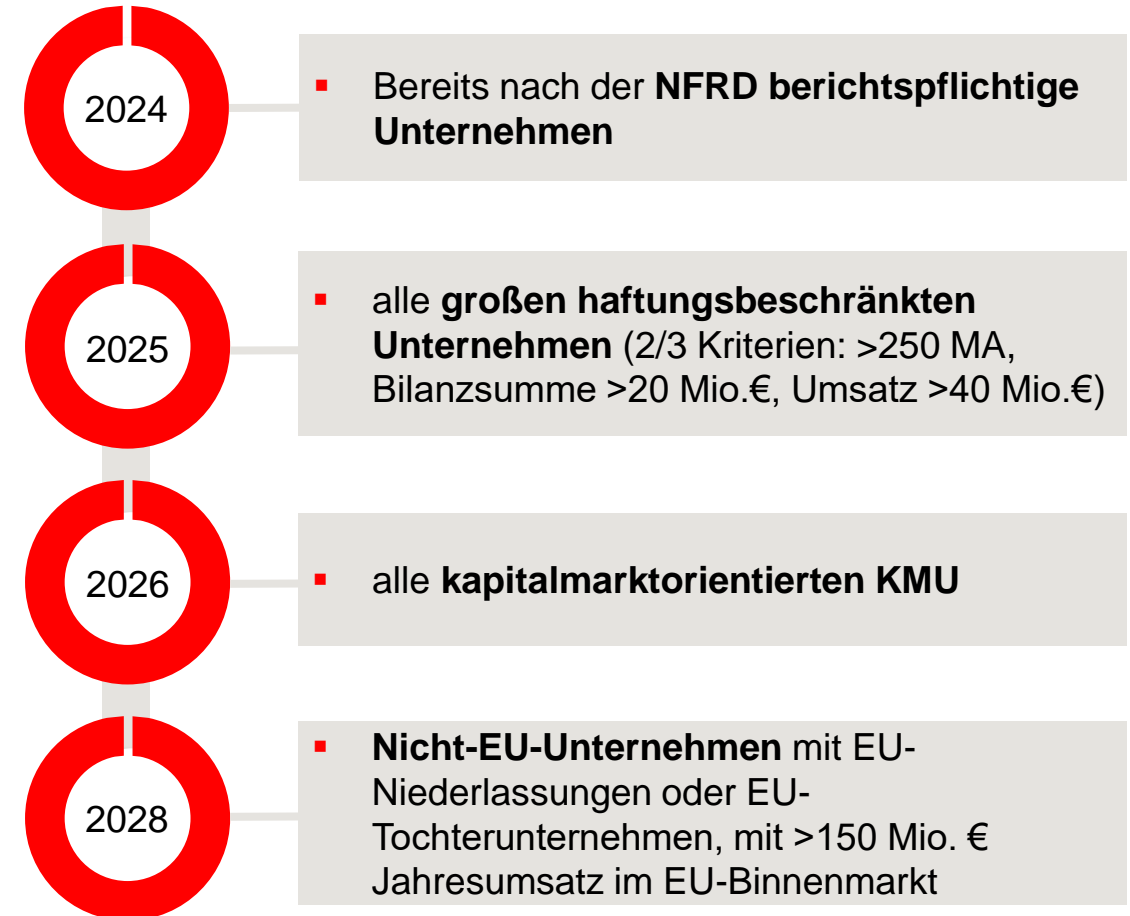 2024
Bereits nach der NFRD berichtspflichtige
Unternehmen
2025
alle großen haftungsbeschränkten
Unternehmen (2/3 Kriterien: >250 MA,
Bilanzsumme >20 Mio.€, Umsatz >40 Mio.€)
2026
alle kapitalmarktorientierten KMU
2028
Nicht-EU-Unternehmen mit EU-
Niederlassungen oder EU-
Tochterunternehmen, mit >150 Mio. €
Jahresumsatz im EU-Binnenmarkt